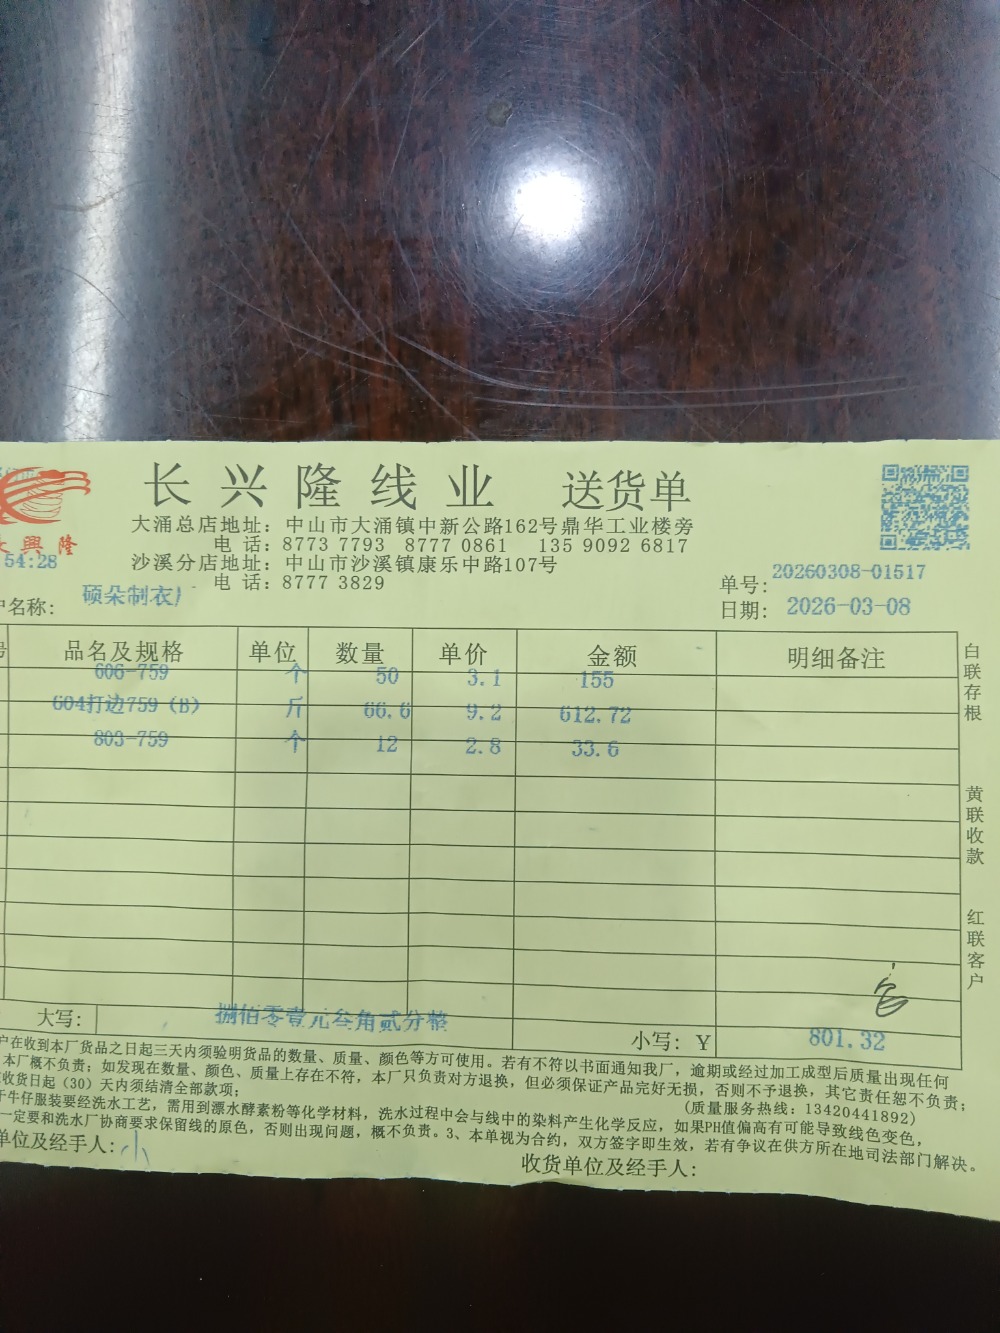 长兴隆线业 送货单
大涌总店地址：中山市大涌镇中新公路162号鼎华工业楼旁
电 话：8773 7793 8777 0861 135 9092 6817
兴隆
54:28
沙溪分店地址：中山市沙溪镇康乐中路107号
电 话：8777 3829
单号：20260308-01517
名称：硕朵制衣厂
日期：2026-03-08
品名及规格 单位 数量 单价 金额 明细备注
606-759 个 50 3.1 155
604打边759（B） 斤 66.6 9.2 612.72
803-759 个 12 2.8 33.6
白联存根
黄联收款
红联客户
大写：捌佰零壹元叁角贰分整
小写：Y 801.32
在收到本厂货品之日起三天内须验明货品的数量、质量、颜色等方可使用。若有不符以书面通知我厂，逾期或经过加工成型后质量出现任何
本厂概不负责；如发现在数量、颜色、质量上存在不符，本厂只负责对方退换，但必须保证产品完好无损，否则不予退换，其它责任恕不负责；
收货日起（30）天内须结清全部款项；
(质量服务热线：13420441892)
牛仔服装要经洗水工艺，需用到漂水酵素粉等化学材料，洗水过程中会与线中的染料产生化学反应，如果PH值偏高有可能导致线色变色，
一定要和洗水厂协商要求保留线的原色，否则出现问题，概不负责。3、本单视为合约，双方签字即生效，若有争议在供方所在地司法部门解决。
单位及经手人：小
收货单位及经手人：